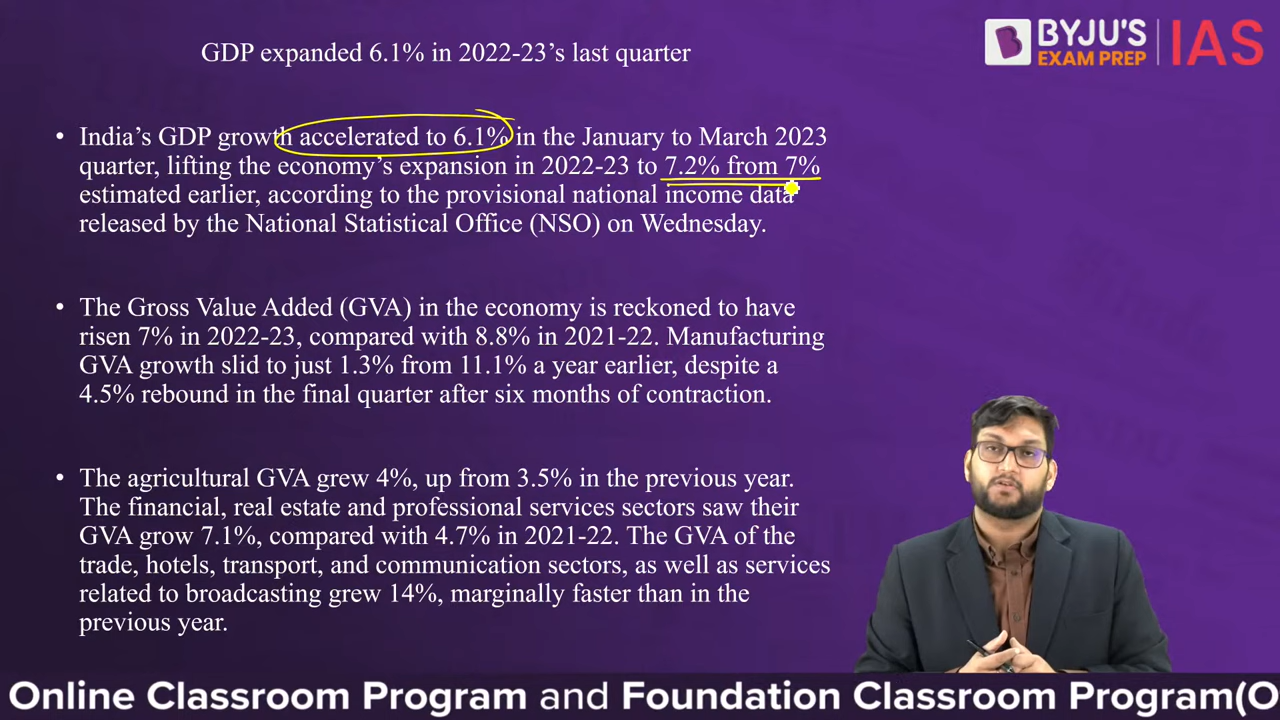 GDP expanded 6.1% in 2022-23’s last quarter
BYJU'S
EXAM PREP
IAS
• India’s GDP growth accelerated to 6.1% in the January to March 2023
quarter, lifting the economy’s expansion in 2022-23 to 7.2% from 7%
estimated earlier, according to the provisional national income data
released by the National Statistical Office (NSO) on Wednesday.
• The Gross Value Added (GVA) in the economy is reckoned to have
risen 7% in 2022-23, compared with 8.8% in 2021-22. Manufacturing
GVA growth slid to just 1.3% from 11.1% a year earlier, despite a
4.5% rebound in the final quarter after six months of contraction.
• The agricultural GVA grew 4%, up from 3.5% in the previous year.
The financial, real estate and professional services sectors saw their
GVA grow 7.1%, compared with 4.7% in 2021-22. The GVA of the
trade, hotels, transport, and communication sectors, as well as services
related to broadcasting grew 14%, marginally faster than in the
previous year.
Online Classroom Program and Foundation Classroom Program(O